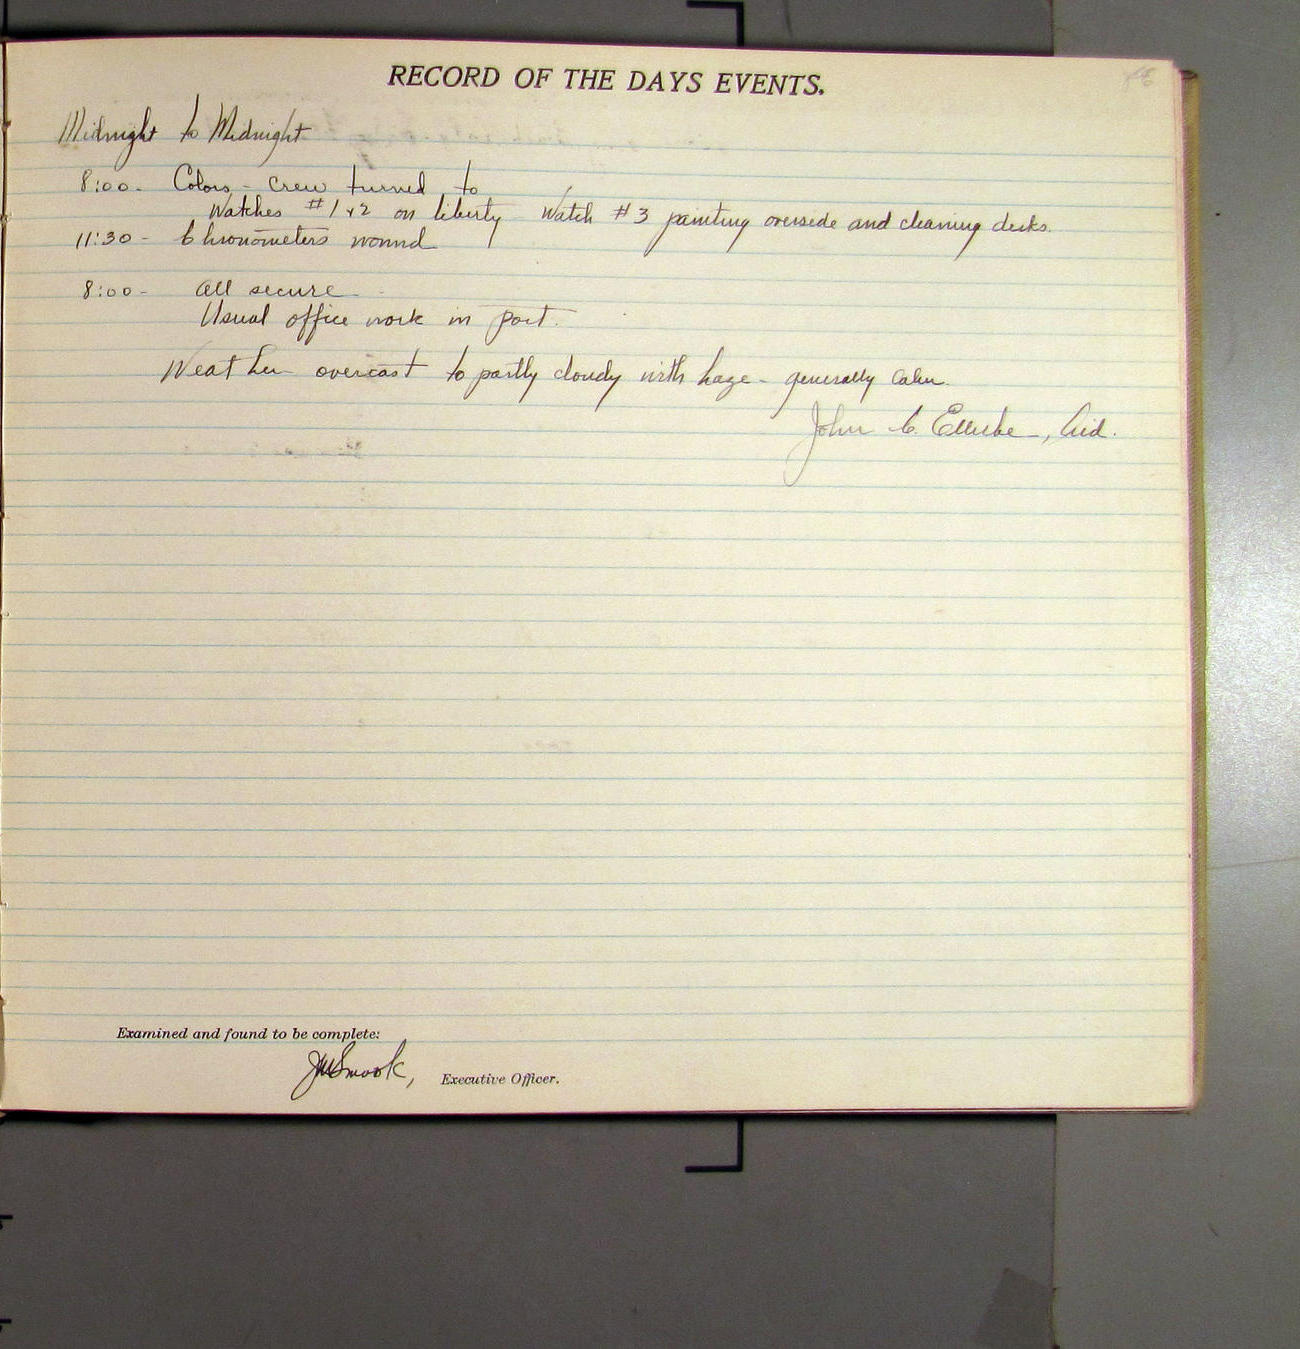 RECORD OF THE DAYS EVENTS.
Midnight to Midnight
8:00 - Colors - Crew turned to
Watches #1 & 2 on liberty Watch #3 painting overside and cleaning decks.
11:30 - Chronometers wound
8:00 - All secure
Usual office work in port.
Weather overcast to partly cloudy with haze - generally calm.
John C. Ellerbe, Aid.
Examined and found to be complete:
Smook, Executive Officer.